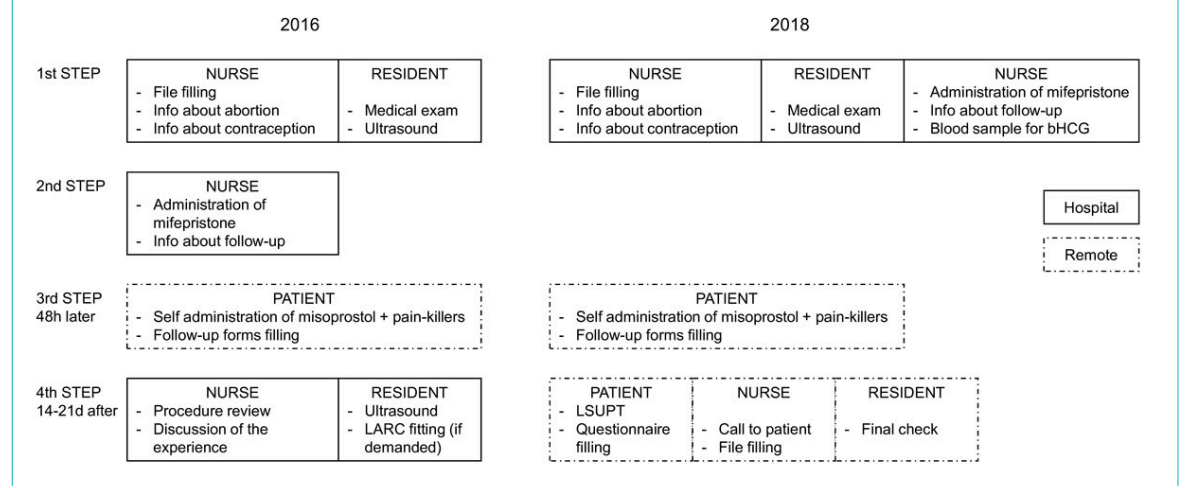 2016
2018
1st STEP
NURSE
- File filling
- Info about abortion
- Info about contraception
RESIDENT
- Medical exam
- Ultrasound
NURSE
- File filling
- Info about abortion
- Info about contraception
RESIDENT
- Medical exam
- Ultrasound
NURSE
- Administration of mifepristone
- Info about follow-up
- Blood sample for bHCG
2nd STEP
NURSE
- Administration of
mifepristone
- Info about follow-up
Hospital
Remote
3rd STEP
48h later
PATIENT
- Self administration of misoprostol + pain-killers
- Follow-up forms filling
PATIENT
- Self administration of misoprostol + pain-killers
- Follow-up forms filling
4th STEP
14-21d after
NURSE
- Procedure review
- Discussion of the
experience
RESIDENT
- Ultrasound
- LARC fitting (if
demanded)
PATIENT
- LSUPT
- Questionnaire
filling
NURSE
- Call to patient
- File filling
RESIDENT
- Final check